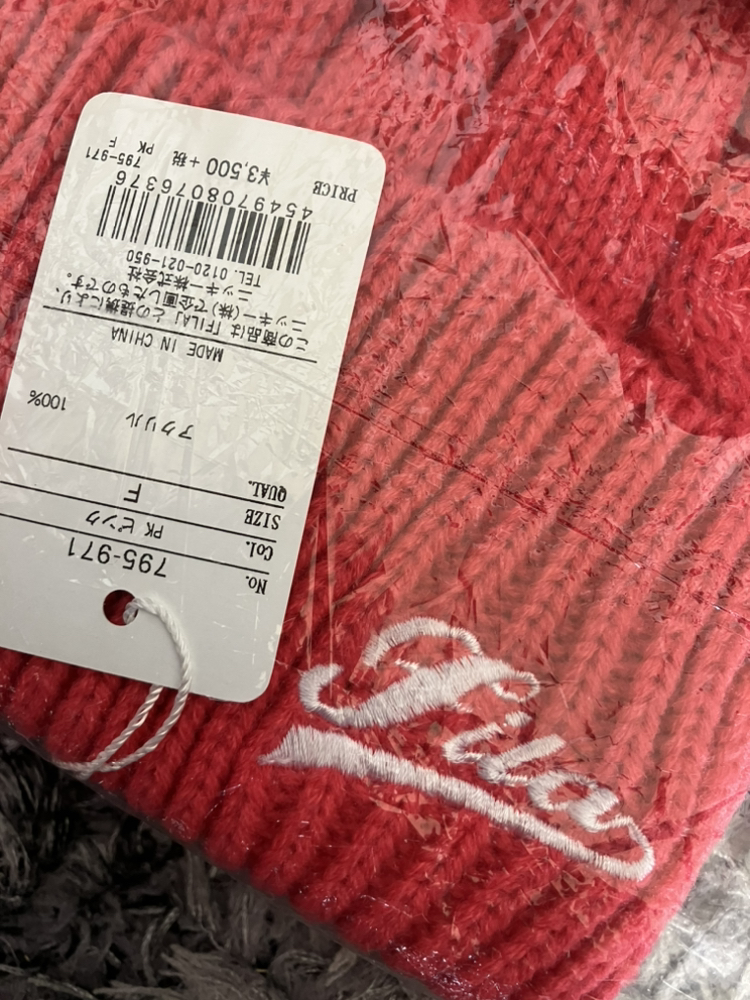 No. 795-971
Col. PK ピンク
SIZE F
QUAL.
アクリル 100%
MADE IN CHINA
この商品は「FILA」との提携により、
ニッキー(株)で企画したものです。
ニッキー株式会社
TEL. 0120-021-950
4549708076376
795-971
PK F
PRICE ¥3,500 + 税
Fila